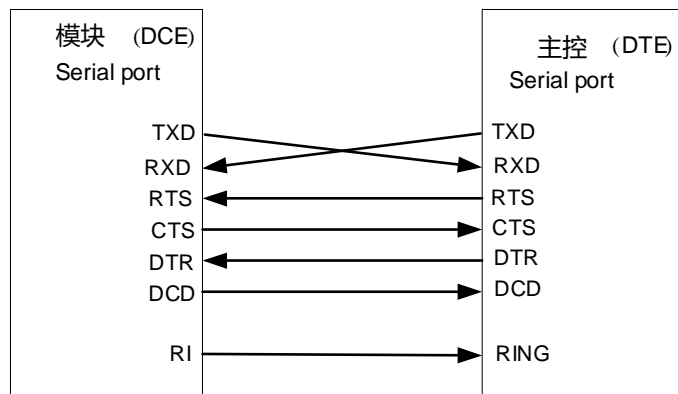 模块 (DCE)
Serial port
TXD
RXD
RTS
CTS
DTR
DCD
RI
主控 (DTE)
Serial port
TXD
RXD
RTS
CTS
DTR
DCD
RING